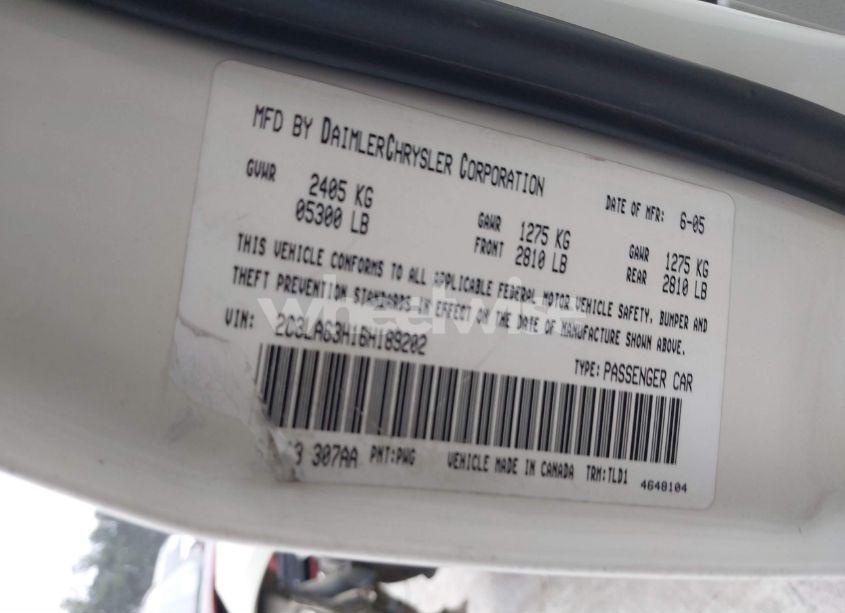 MFD BY DAIMLERCHRYSLER CORPORATION
DATE OF MFR: 6-05
GVWR 2405 KG 05300 LB
GAWR FRONT 1275 KG 2810 LB
GAWR REAR 1275 KG 2810 LB
THIS VEHICLE CONFORMS TO ALL APPLICABLE FEDERAL MOTOR VEHICLE SAFETY, BUMPER AND
THEFT PREVENTION STANDARDS IN EFFECT ON THE DATE OF MANUFACTURE SHOWN ABOVE.
VIN: 2C3LA63H16H189202
TYPE: PASSENGER CAR
3 307AA PNT:PWG VEHICLE MADE IN CANADA TRM:TLD1
4648104
wheelwise